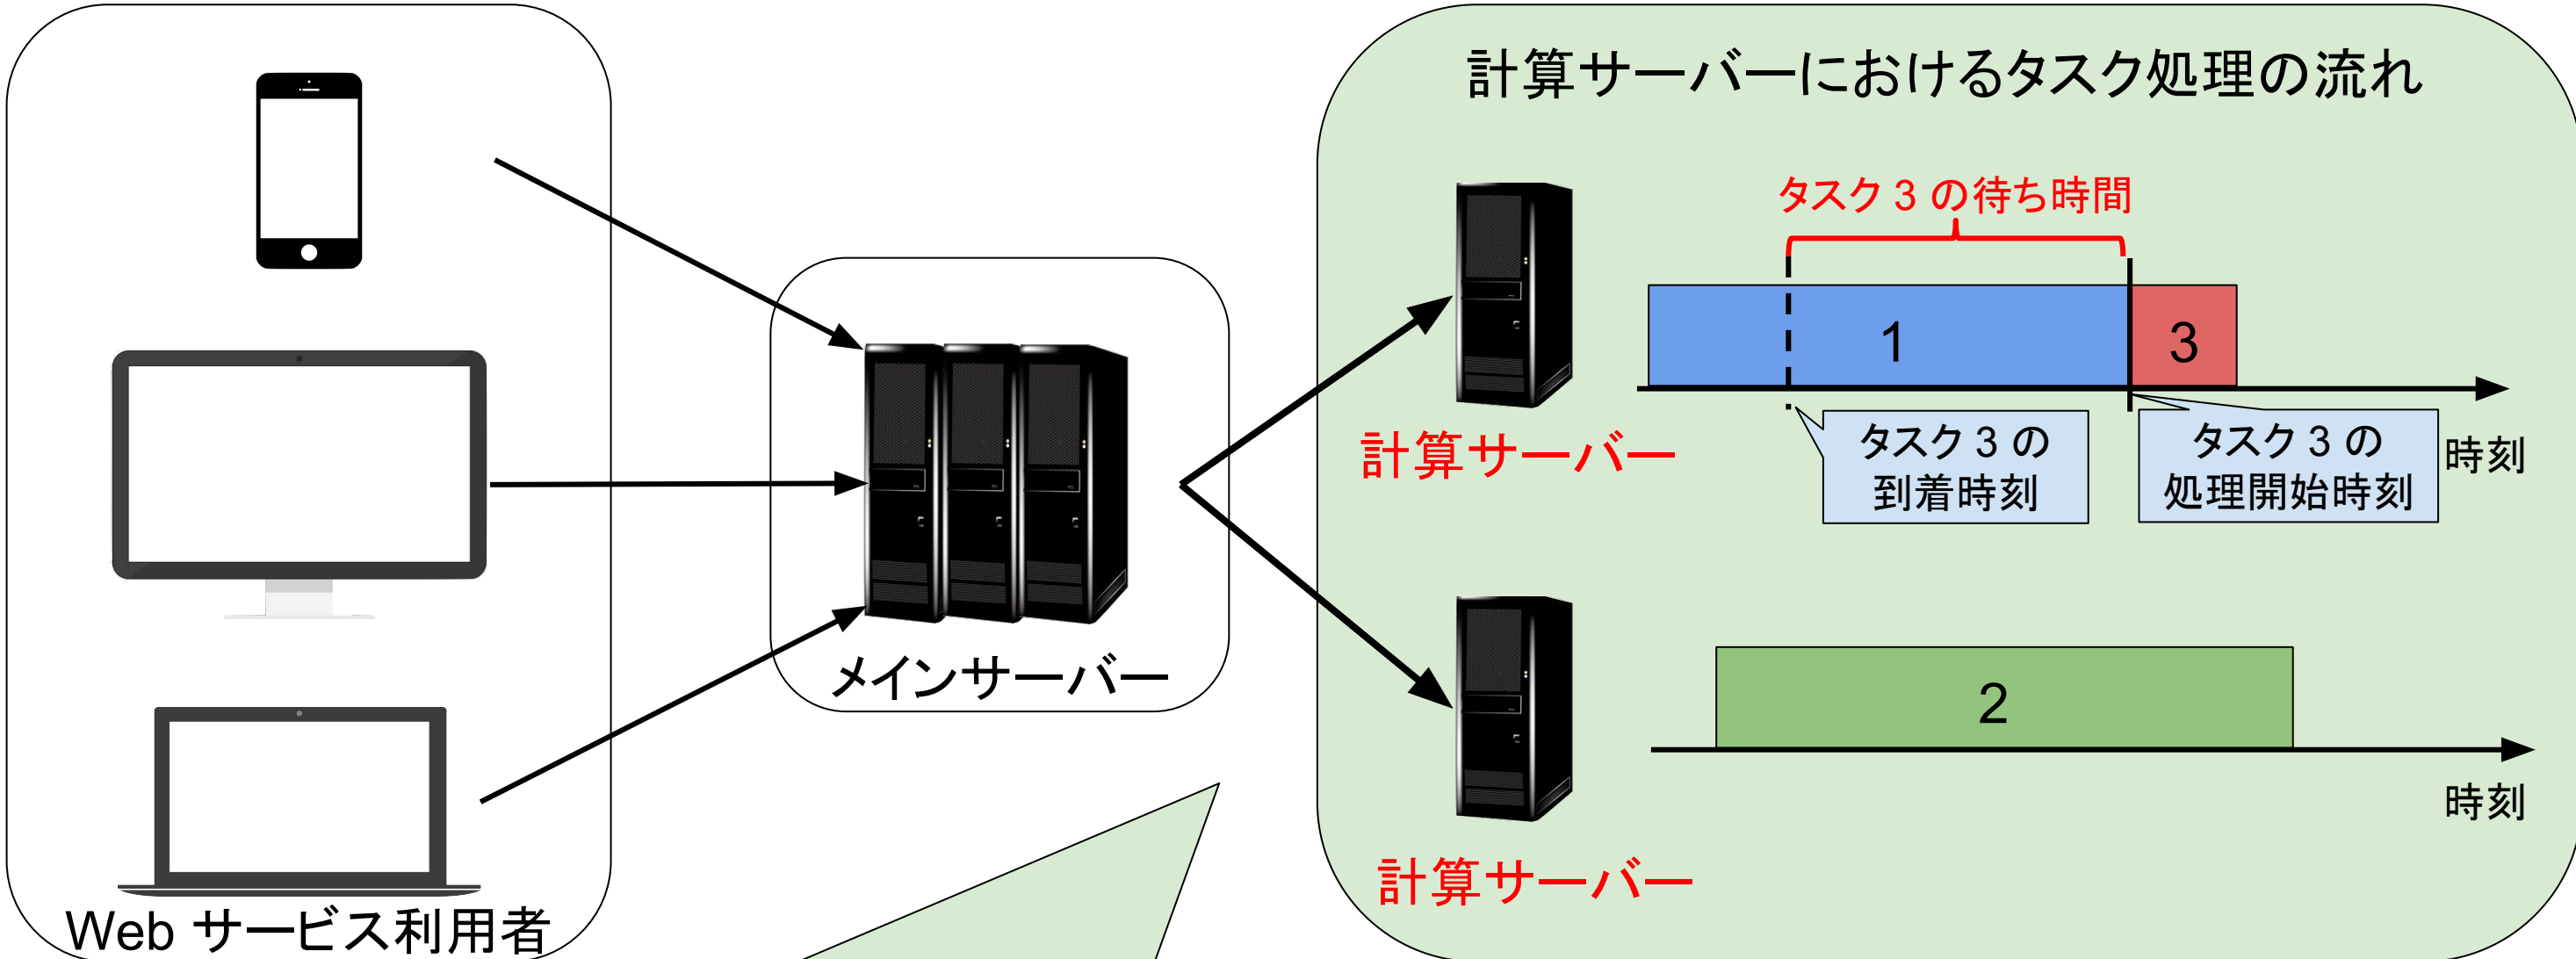 計算サーバーにおけるタスク処理の流れ
タスク 3 の待ち時間
1
3
計算サーバー
タスク 3 の
到着時刻
タスク 3 の
処理開始時刻
時刻
メインサーバー
2
時刻
計算サーバー
Web サービス利用者